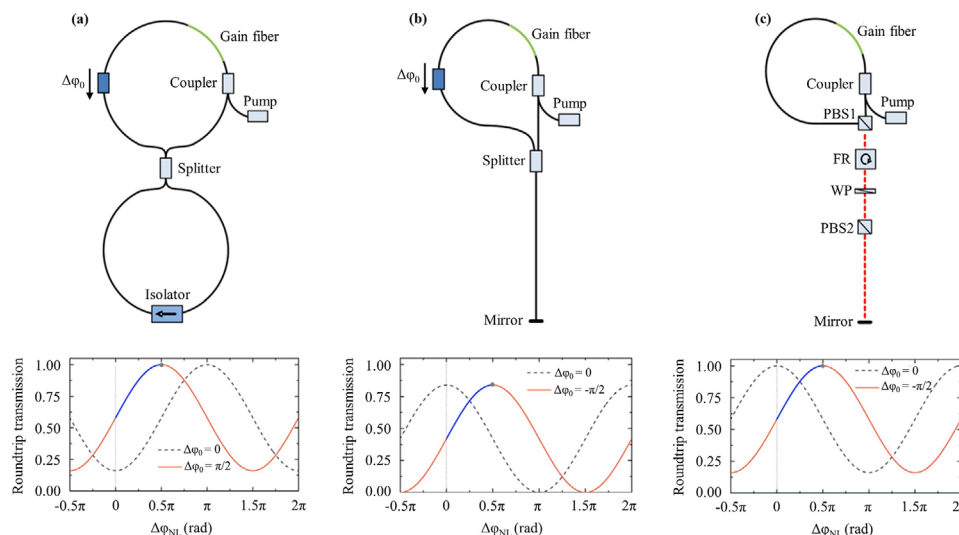 (a)
Gain fiber
Δφ₀
Coupler
Pump
Splitter
Isolator
(b)
Gain fiber
Δφ₀
Coupler
Pump
Splitter
Mirror
(c)
Gain fiber
Coupler
Pump
PBS1
FR
WP
PBS2
Mirror
Roundtrip transmission
1.00
0.75
0.50
0.25
0.00
Δφ₀ = 0
Δφ₀ = π/2
-0.5π 0 0.5π π 1.5π 2π
ΔφNL (rad)
Roundtrip transmission
1.00
0.75
0.50
0.25
0.00
Δφ₀ = 0
Δφ₀ = -π/2
-0.5π 0 0.5π π 1.5π 2π
ΔφNL (rad)
Roundtrip transmission
1.00
0.75
0.50
0.25
0.00
Δφ₀ = 0
Δφ₀ = -π/2
-0.5π 0 0.5π π 1.5π 2π
ΔφNL (rad)